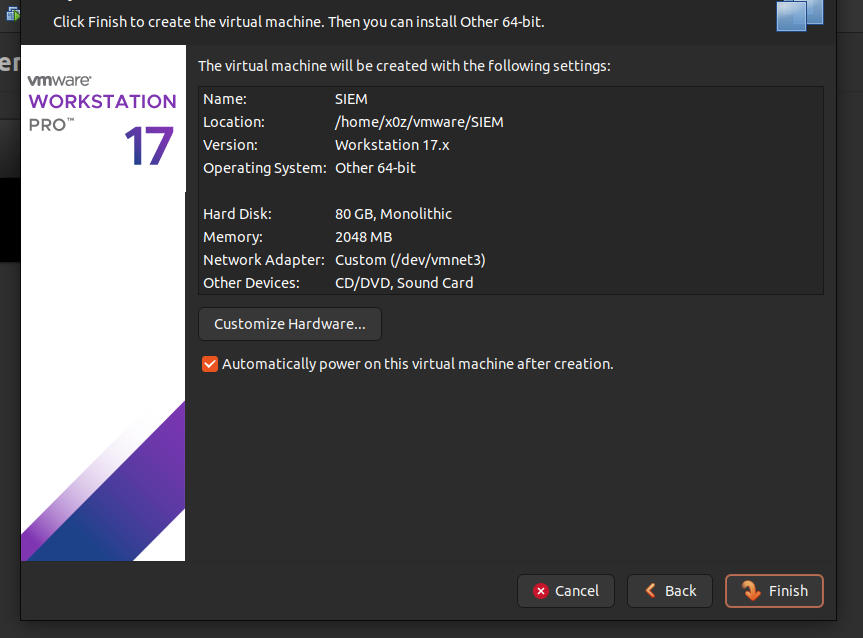 Click Finish to create the virtual machine. Then you can install Other 64-bit.
The virtual machine will be created with the following settings:
vmware®
WORKSTATION
PRO™
17
Name: SIEM
Location: /home/x0z/vmware/SIEM
Version: Workstation 17.x
Operating System: Other 64-bit
Hard Disk: 80 GB, Monolithic
Memory: 2048 MB
Network Adapter: Custom (/dev/vmnet3)
Other Devices: CD/DVD, Sound Card
Customize Hardware...
Automatically power on this virtual machine after creation.
Cancel
Back
Finish